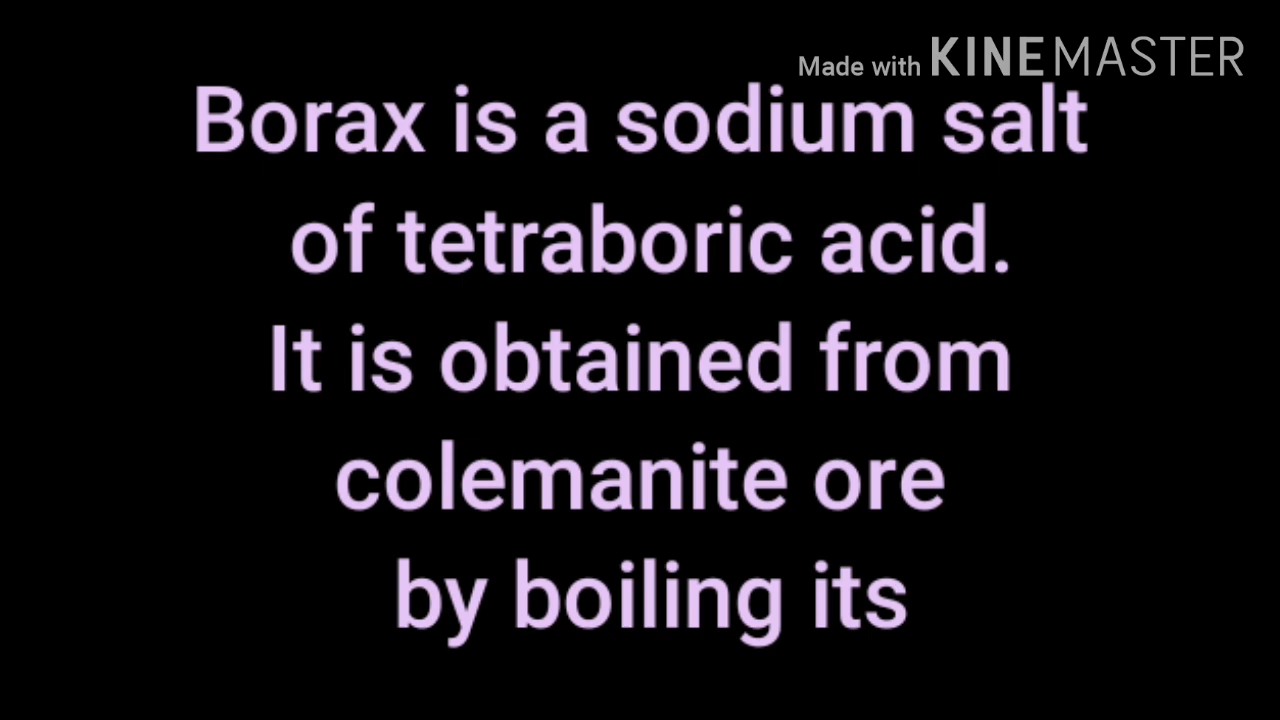 Made with KINEMASTER
Borax is a sodium salt
of tetraboric acid.
It is obtained from
colemanite ore
by boiling its